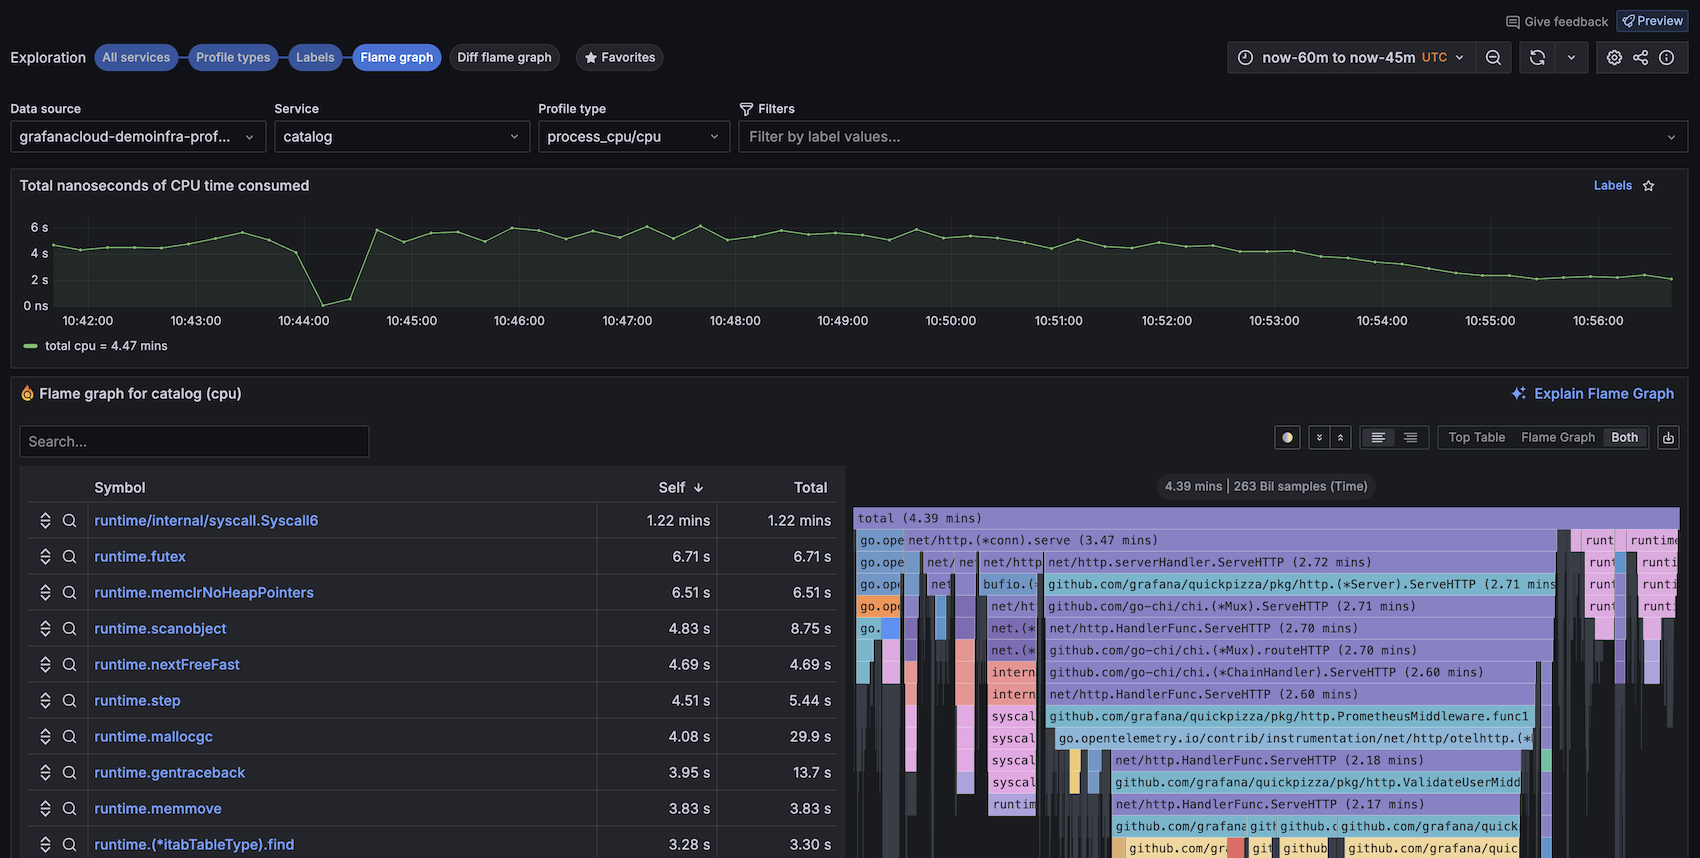 Give feedback
Preview
Exploration All services Profile types Labels Flame graph Diff flame graph Favorites
now-60m to now-45m UTC
Data source Service Profile type Filters
grafanacloud-demoinfra-prof... catalog process_cpu/cpu Filter by label values...
Total nanoseconds of CPU time consumed
Labels
6 s
4 s
2 s
0 ns
10:42:00 10:43:00 10:44:00 10:45:00 10:46:00 10:47:00 10:48:00 10:49:00 10:50:00 10:51:00 10:52:00 10:53:00 10:54:00 10:55:00 10:56:00
total cpu = 4.47 mins
Flame graph for catalog (cpu)
Explain Flame Graph
Search...
Top Table Flame Graph Both
Symbol Self Total
runtime/internal/syscall.Syscall6 1.22 mins 1.22 mins
runtime.futex 6.71 s 6.71 s
runtime.memclrNoHeapPointers 6.51 s 6.51 s
runtime.scanobject 4.83 s 8.75 s
runtime.nextFreeFast 4.69 s 4.69 s
runtime.step 4.51 s 5.44 s
runtime.mallocgc 4.08 s 29.9 s
runtime.gentraceback 3.95 s 13.7 s
runtime.memmove 3.83 s 3.83 s
runtime.(*itabTableType).find 3.28 s 3.30 s
4.39 mins | 263 Bil samples (Time)
total (4.39 mins)
go.ope net/http.(*conn).serve (3.47 mins) runt runtime
go.ope net/ ne net/http net/http.serverHandler.ServeHTTP (2.72 mins) runt runti
go.ope net bufio.( github.com/grafana/quickpizza/pkg/http.(*Server).ServeHTTP (2.71 mins runt runti
go.ope net/ht github.com/go-chi/chi.(*Mux).ServeHTTP (2.71 mins) runt runt
go. net.(* net/http.HandlerFunc.ServeHTTP (2.70 mins)
net.(* github.com/go-chi/chi.(*Mux).routeHTTP (2.70 mins)
intern github.com/go-chi/chi.(*ChainHandler).ServeHTTP (2.60 mins)
intern net/http.HandlerFunc.ServeHTTP (2.60 mins)
syscal github.com/grafana/quickpizza/pkg/http.PrometheusMiddleware.func1
syscal go.opentelemetry.io/contrib/instrumentation/net/http/otelhttp.(*
syscal net/http.HandlerFunc.ServeHTTP (2.18 mins)
syscal github.com/grafana/quickpizza/pkg/http.ValidateUserMidd
runtim net/http.HandlerFunc.ServeHTTP (2.17 mins)
github.com/grafana gith github.c github.com/grafana/quick
github.com/gra git github github.com/grafana/quic